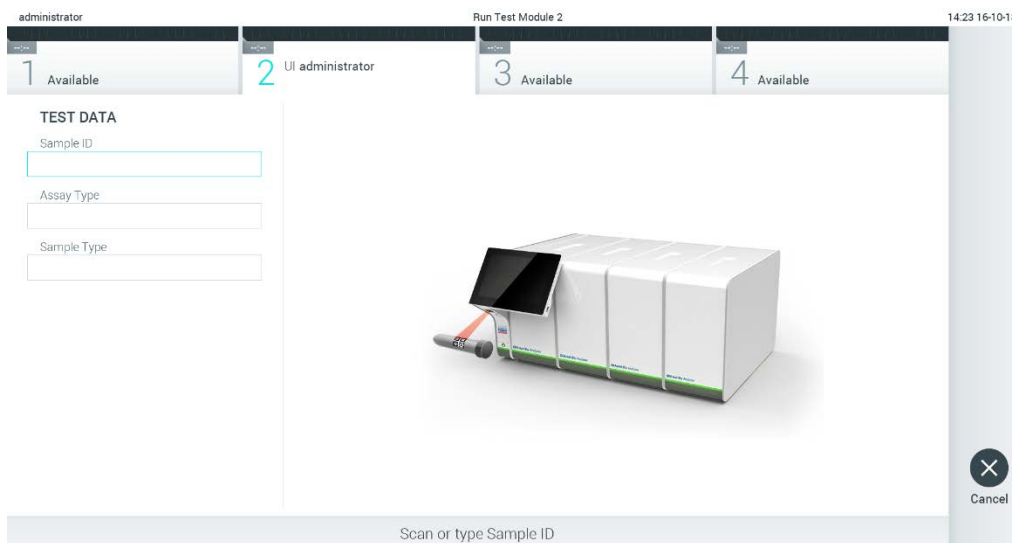 administrator
Run Test Module 2
14:23 16-10-18
--:--
--:--
--:--
--:--
1 Available
2 UI administrator
3 Available
4 Available
TEST DATA
Sample ID
Assay Type
Sample Type
Cancel
Scan or type Sample ID